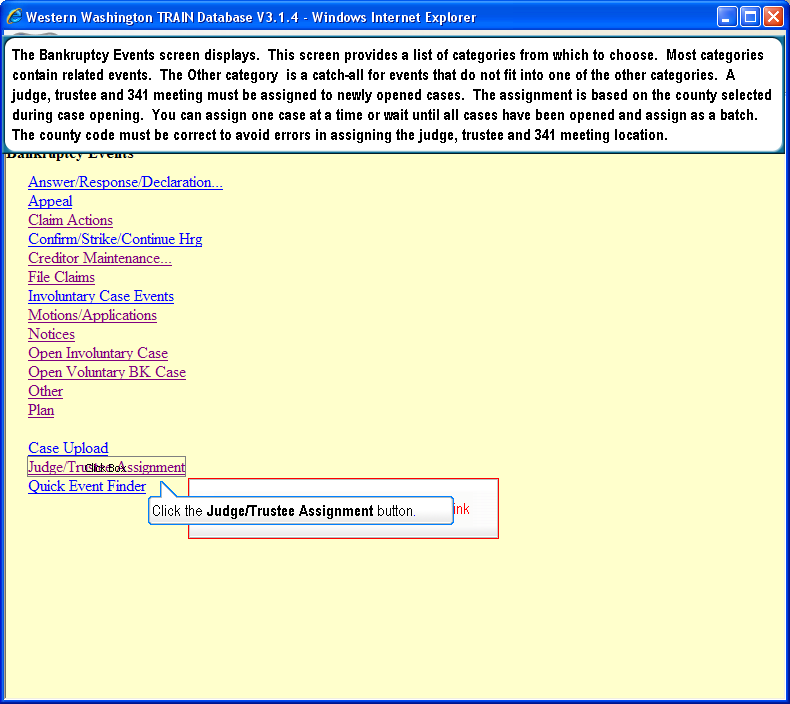 Western Washington TRAIN Database V3.1.4 - Windows Internet Explorer
The Bankruptcy Events screen displays. This screen provides a list of categories from which to choose. Most categories
contain related events. The Other category is a catch-all for events that do not fit into one of the other categories. A
judge, trustee and 341 meeting must be assigned to newly opened cases. The assignment is based on the county selected
during case opening. You can assign one case at a time or wait until all cases have been opened and assign as a batch.
The county code must be correct to avoid errors in assigning the judge, trustee and 341 meeting location.
Bankruptcy Events
Answer/Response/Declaration...
Appeal
Claim Actions
Confirm/Strike/Continue Hrg
Creditor Maintenance...
File Claims
Involuntary Case Events
Motions/Applications
Notices
Open Involuntary Case
Open Voluntary BK Case
Other
Plan
Case Upload
Judge/Trustee Assignment
Click Box
Quick Event Finder
Click the Judge/Trustee Assignment button.
ink